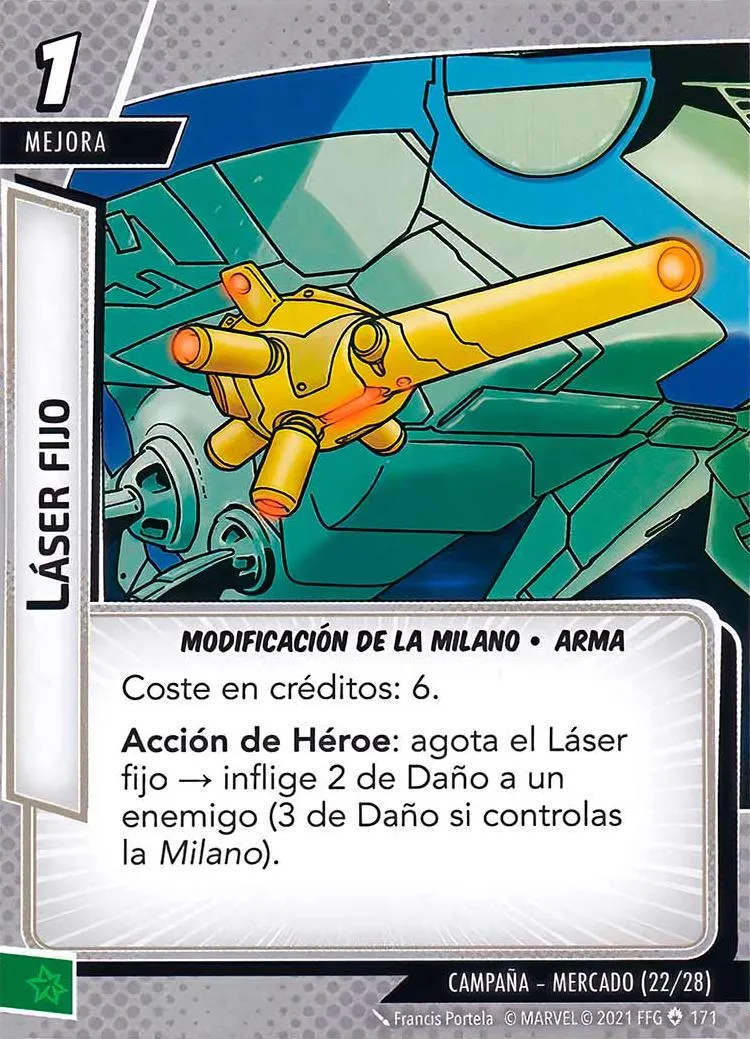 1
MEJORA
LÁSER FIJO
MODIFICACIÓN DE LA MILANO • ARMA
Coste en créditos: 6.
Acción de Héroe: agota el Láser
fijo → inflige 2 de Daño a un
enemigo (3 de Daño si controlas
la Milano).
CAMPAÑA – MERCADO (22/28)
Francis Portela © MARVEL © 2021 FFG 171